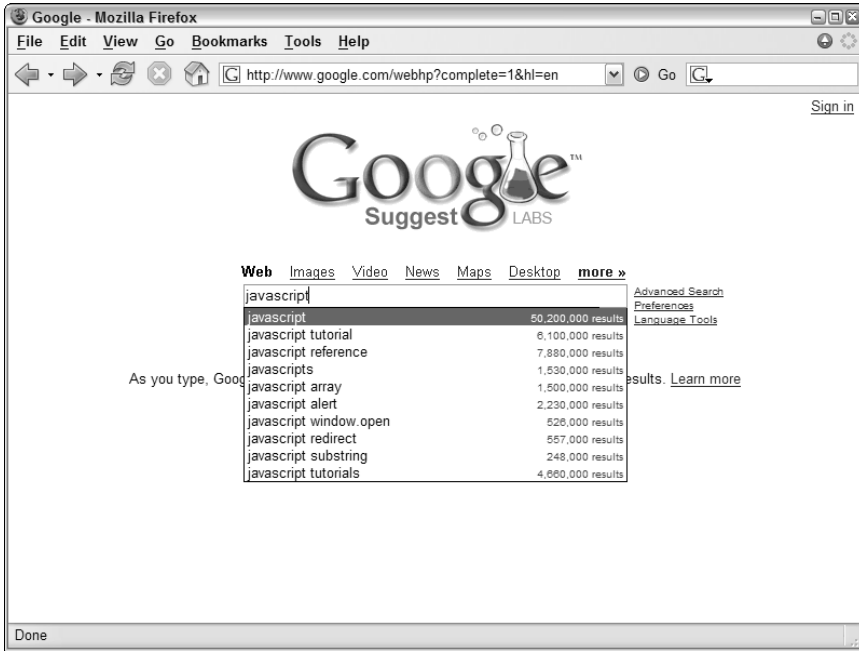 Google - Mozilla Firefox
File Edit View Go Bookmarks Tools Help
G http://www.google.com/webhp?complete=1&hl=en Go G
Sign in
Google™
Suggest LABS
Web Images Video News Maps Desktop more »
javascript
Advanced Search
Preferences
Language Tools
javascript 50,200,000 results
javascript tutorial 6,100,000 results
javascript reference 7,880,000 results
javascripts 1,530,000 results
javascript array 1,500,000 results
javascript alert 2,230,000 results
javascript window.open 526,000 results
javascript redirect 557,000 results
javascript substring 248,000 results
javascript tutorials 4,660,000 results
As you type, Goog esults. Learn more
Done